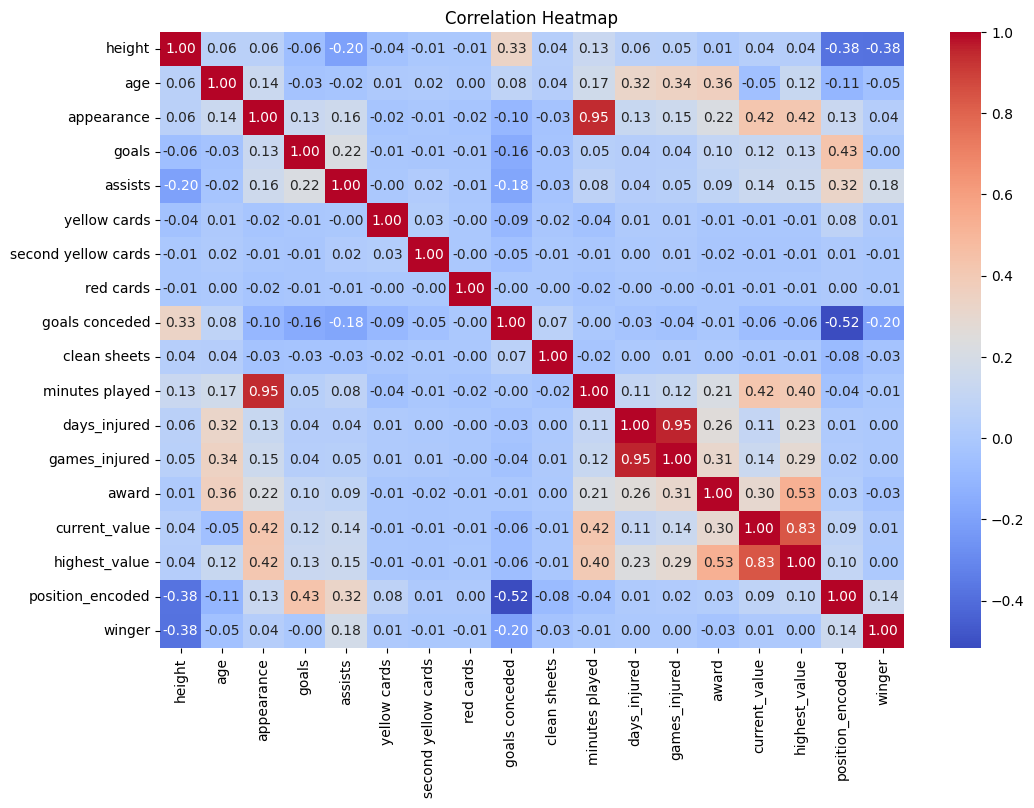 Correlation Heatmap
height 1.00 0.06 0.06 -0.06 -0.20 -0.04 -0.01 -0.01 0.33 0.04 0.13 0.06 0.05 0.01 0.04 0.04 -0.38 -0.38
age 0.06 1.00 0.14 -0.03 -0.02 0.01 0.02 0.00 0.08 0.04 0.17 0.32 0.34 0.36 -0.05 0.12 -0.11 -0.05
appearance 0.06 0.14 1.00 0.13 0.16 -0.02 -0.01 -0.02 -0.10 -0.03 0.95 0.13 0.15 0.22 0.42 0.42 0.13 0.04
goals -0.06 -0.03 0.13 1.00 0.22 -0.01 -0.01 -0.01 -0.16 -0.03 0.05 0.04 0.04 0.10 0.12 0.13 0.43 -0.00
assists -0.20 -0.02 0.16 0.22 1.00 -0.00 0.02 -0.01 -0.18 -0.03 0.08 0.04 0.05 0.09 0.14 0.15 0.32 0.18
yellow cards -0.04 0.01 -0.02 -0.01 -0.00 1.00 0.03 -0.00 -0.09 -0.02 -0.04 0.01 0.01 -0.01 -0.01 -0.01 0.08 0.01
second yellow cards -0.01 0.02 -0.01 -0.01 0.02 0.03 1.00 -0.00 -0.05 -0.01 -0.01 0.00 0.01 -0.02 -0.01 -0.01 0.01 0.01
red cards -0.01 0.00 -0.02 -0.01 -0.01 -0.00 -0.00 1.00 -0.00 -0.00 -0.02 -0.00 -0.00 -0.01 -0.01 -0.01 0.00 -0.01
goals conceded 0.33 0.08 -0.10 -0.16 -0.18 -0.09 -0.05 -0.00 1.00 0.07 -0.00 -0.03 -0.04 -0.01 -0.06 -0.06 -0.52 -0.20
clean sheets 0.04 0.04 -0.03 -0.03 -0.03 -0.02 -0.01 -0.00 0.07 1.00 -0.02 0.00 0.01 0.00 -0.01 -0.01 -0.08 -0.03
minutes played 0.13 0.17 0.95 0.05 0.08 -0.04 -0.01 -0.02 -0.00 -0.02 1.00 0.11 0.12 0.21 0.42 0.40 -0.04 -0.01
days_injured 0.06 0.32 0.13 0.04 0.04 0.01 0.00 -0.00 -0.03 0.00 0.11 1.00 0.95 0.26 0.11 0.23 0.01 0.00
games_injured 0.05 0.34 0.15 0.04 0.05 0.01 0.01 -0.00 -0.04 0.01 0.12 0.95 1.00 0.31 0.14 0.29 0.02 0.00
award 0.01 0.36 0.22 0.10 0.09 -0.01 -0.02 -0.01 -0.01 0.00 0.21 0.26 0.31 1.00 0.30 0.53 0.03 -0.03
current_value 0.04 -0.05 0.42 0.12 0.14 -0.01 -0.01 -0.01 -0.06 -0.01 0.42 0.11 0.14 0.30 1.00 0.83 0.09 0.01
highest_value 0.04 0.12 0.42 0.13 0.15 -0.01 -0.01 -0.01 -0.06 -0.01 0.40 0.23 0.29 0.53 0.83 1.00 0.10 0.00
position_encoded -0.38 -0.11 0.13 0.43 0.32 0.08 0.01 0.00 -0.52 -0.08 -0.04 0.01 0.02 0.03 0.09 0.10 1.00 0.14
winger -0.38 -0.05 0.04 -0.00 0.18 0.01 0.01 -0.01 -0.20 -0.03 -0.01 0.00 0.00 -0.03 0.01 0.00 0.14 1.00
height
age
appearance
goals
assists
yellow cards
second yellow cards
red cards
goals conceded
clean sheets
minutes played
days_injured
games_injured
award
current_value
highest_value
position_encoded
winger
1.0
0.8
0.6
0.4
0.2
0.0
−0.2
−0.4